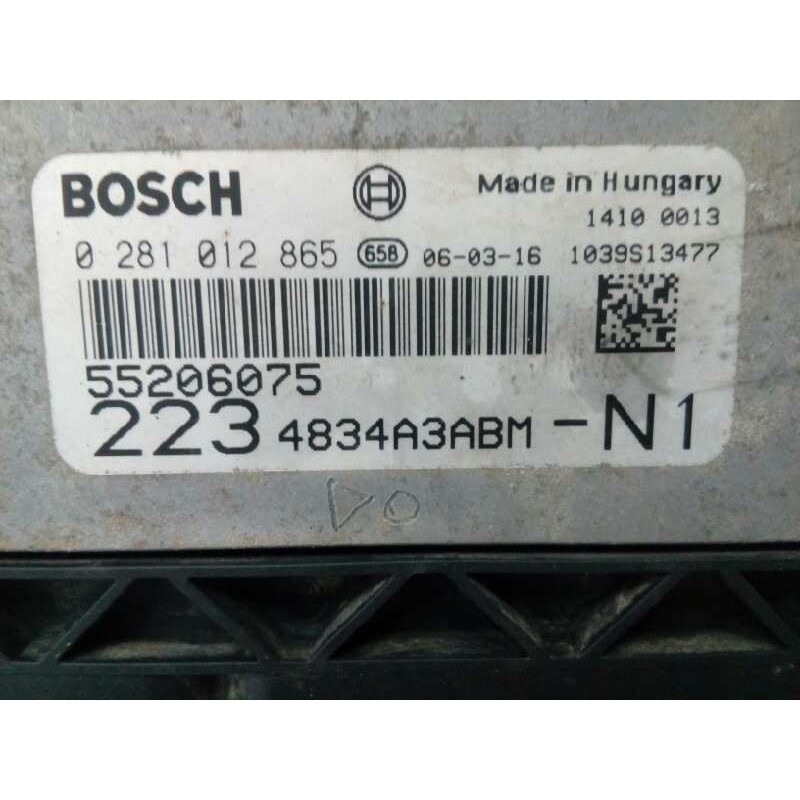 BOSCH Made in Hungary
1410 0013
0 281 012 865 658 06-03-16 1039S13477
55206075
223 4834A3ABM -N1
DO